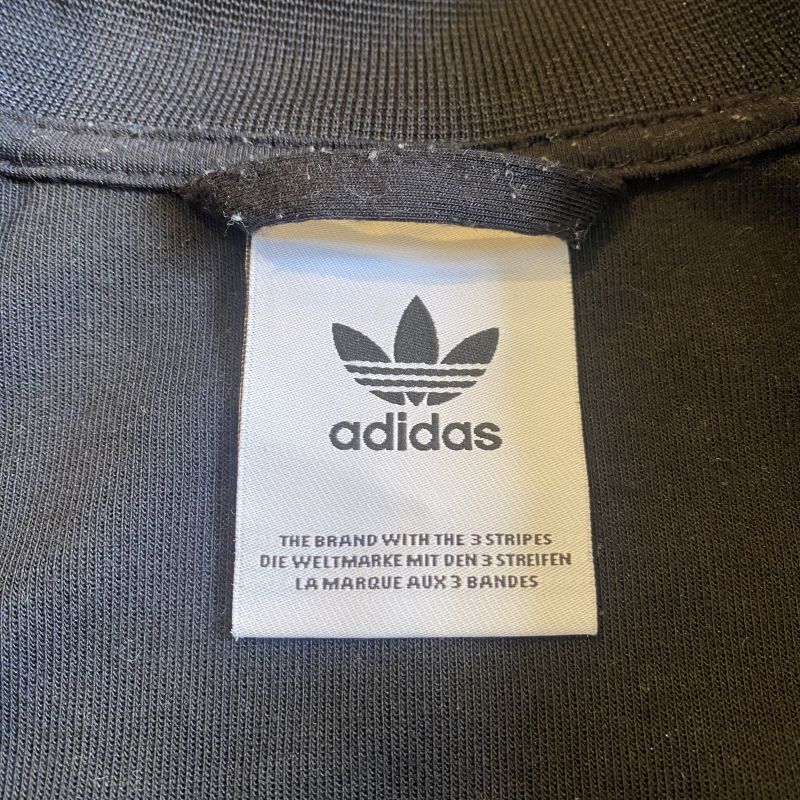 adidas
THE BRAND WITH THE 3 STRIPES
DIE WELTMARKE MIT DEN 3 STREIFEN
LA MARQUE AUX 3 BANDES